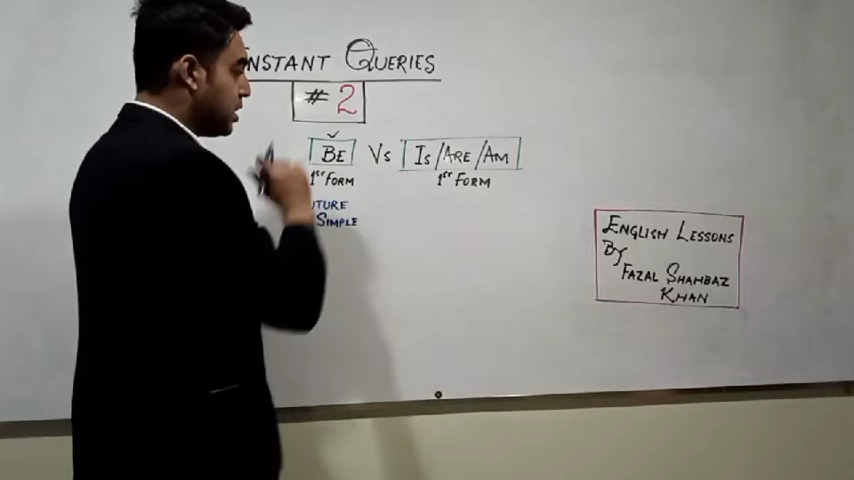 NSTANT QUERIES
# 2
BE Vs IS/ARE/AM
1ST FORM 1ST FORM
SIMPLE
ENGLISH LESSONS
BY
FAZAL SHAHBAZ
KHAN